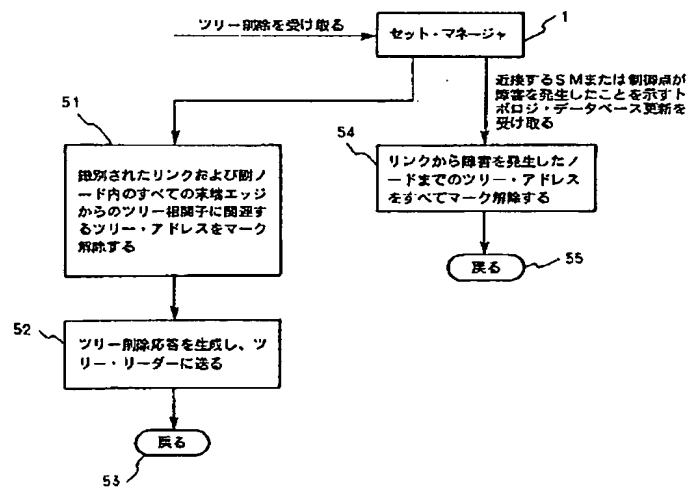 ツリー削除を受け取る
セット・マネージャ
1
近接するSMまたは制御点が
障害を発生したことを示すト
ポロジ・データベース更新を
受け取る
51
識別されたリンクおよび副ノ
ード内のすべての末端エッジ
からのツリー相関子に関連す
るツリー・アドレスをマーク
解除する
54
リンクから障害を発生したノ
ードまでのツリー・アドレス
をすべてマーク解除する
戻る
55
52
ツリー削除応答を生成し、ツ
リー・リーダーに送る
戻る
53